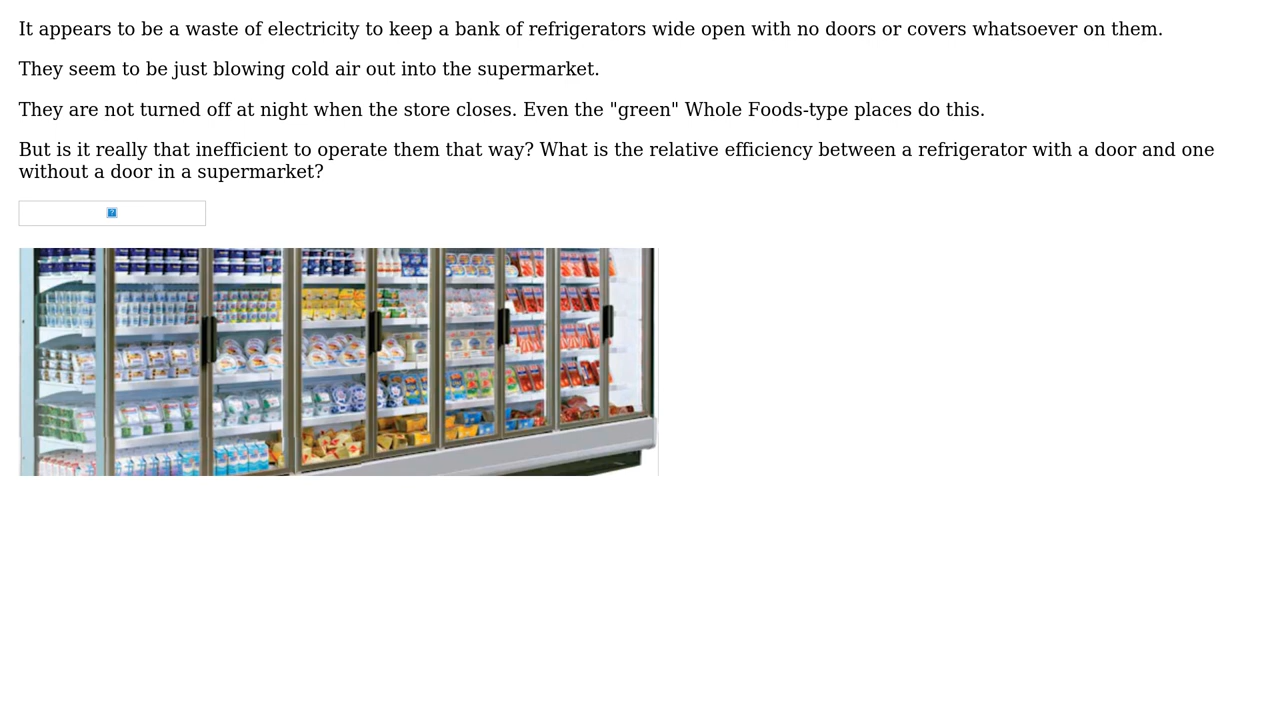 It appears to be a waste of electricity to keep a bank of refrigerators wide open with no doors or covers whatsoever on them.
They seem to be just blowing cold air out into the supermarket.
They are not turned off at night when the store closes. Even the "green" Whole Foods-type places do this.
But is it really that inefficient to operate them that way? What is the relative efficiency between a refrigerator with a door and one
without a door in a supermarket?